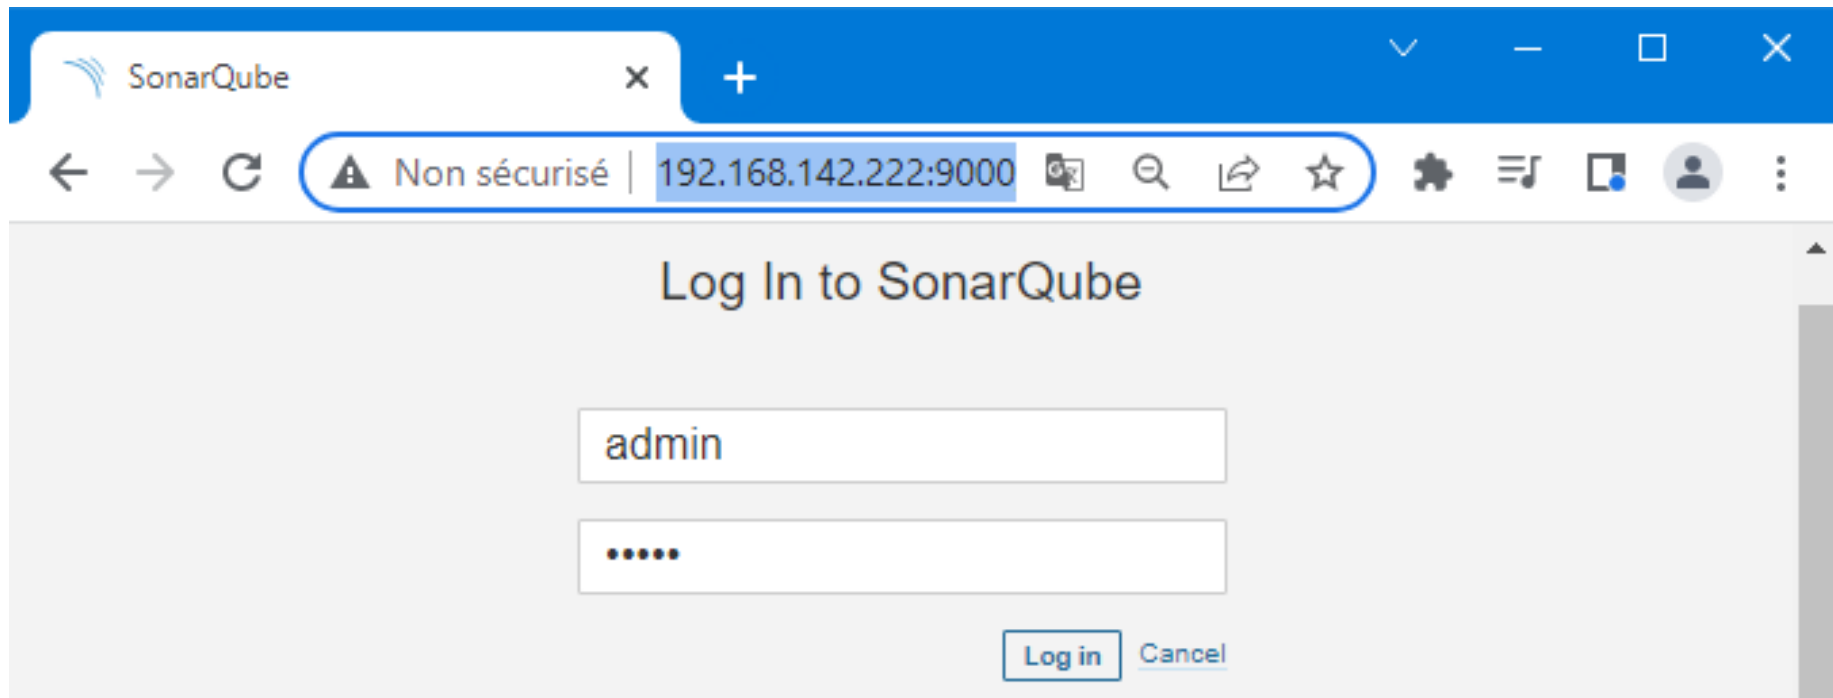 SonarQube
Non sécurisé | 192.168.142.222:9000
Log In to SonarQube
admin
•••••
Log in Cancel